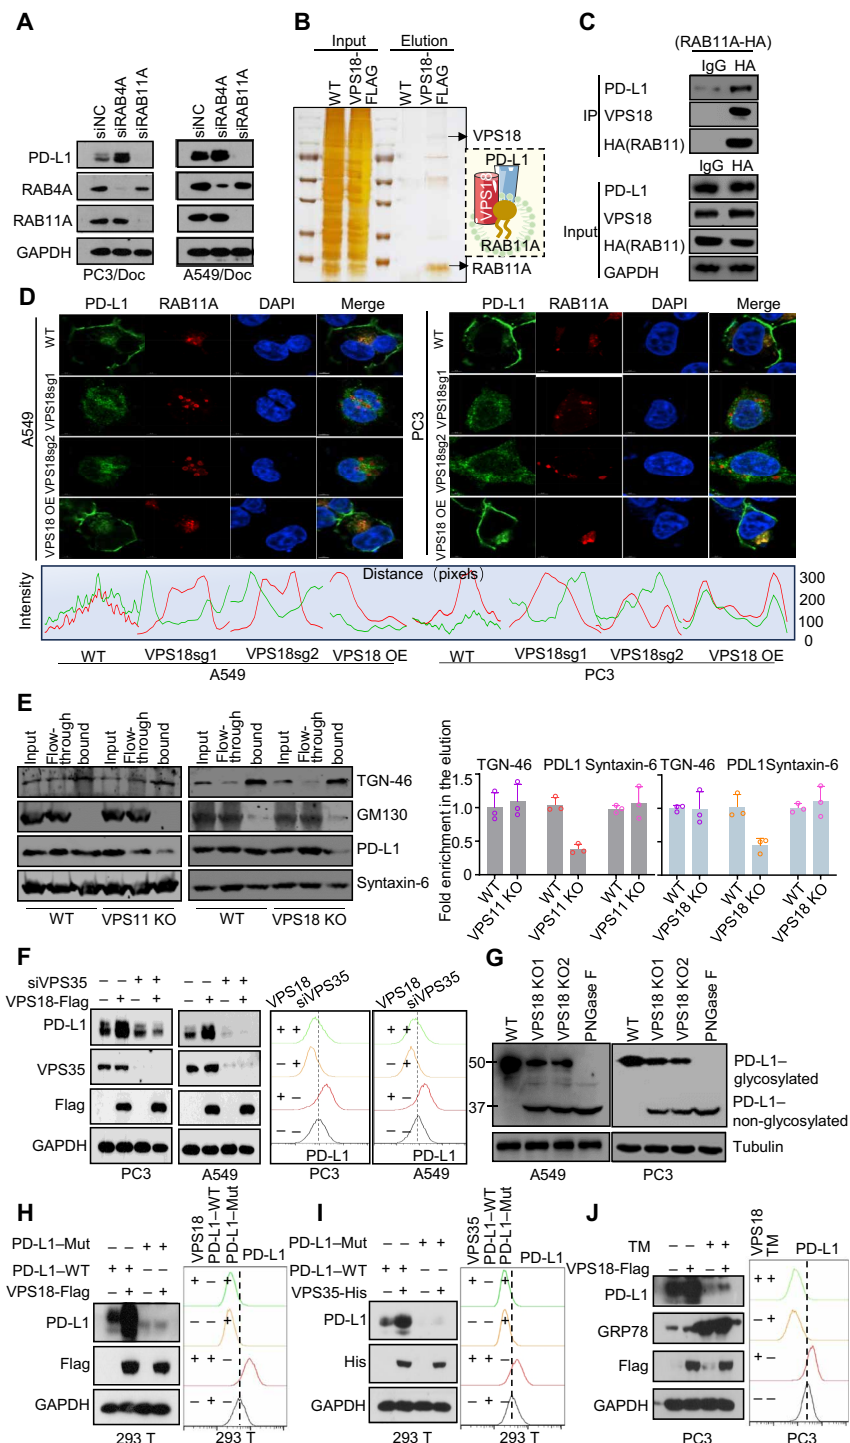 A
siNC
siRAB4A
siRAB11A
siNC
siRAB4A
siRAB11A
PD-L1
RAB4A
RAB11A
GAPDH
PC3/Doc
A549/Doc
B
Input
Elution
WT
VPS18-
FLAG
WT
VPS18-
FLAG
VPS18
PD-L1
VPS18
RAB11A
RAB11A
C
(RAB11A-HA)
IgG HA
PD-L1
IP
VPS18
HA(RAB11)
IgG HA
PD-L1
VPS18
Input
HA(RAB11)
GAPDH
D
PD-L1 RAB11A DAPI Merge
PD-L1 RAB11A DAPI Merge
A549
WT
VPS18sg1
VPS18sg2
VPS18 OE
PC3
WT
VPS18sg1
VPS18sg2
VPS18 OE
Distance (pixels)
Intensity
300
200
100
0
WT VPS18sg1 VPS18sg2 VPS18 OE
WT VPS18sg1 VPS18sg2 VPS18 OE
A549
PC3
E
Input
Flow-
through
bound
Input
Flow-
through
bound
Input
Flow-
through
bound
Input
Flow-
through
bound
TGN-46
GM130
PD-L1
Syntaxin-6
WT VPS11 KO
WT VPS18 KO
Fold enrichment in the elution
TGN-46 PDL1 Syntaxin-6
TGN-46 PDL1 Syntaxin-6
1.5
1.0
0.5
0
WT
VPS11 KO
WT
VPS11 KO
WT
VPS11 KO
WT
VPS18 KO
WT
VPS18 KO
WT
VPS18 KO
F
siVPS35 – – + + – – + +
VPS18-Flag – + – + – + – +
PD-L1
VPS35
Flag
GAPDH
PC3
A549
VPS18
siVPS35
VPS18
siVPS35
+ + + +
– + – +
+ – + –
– – – –
PD-L1 PD-L1
PC3 A549
G
WT
VPS18 KO1
VPS18 KO2
PNGase F
WT
VPS18 KO1
VPS18 KO2
PNGase F
50
37
PD-L1–
glycosylated
PD-L1–
non-glycosylated
Tubulin
A549
PC3
H
PD-L1–Mut – – + +
PD-L1–WT + + – –
VPS18-Flag – + – +
PD-L1
Flag
GAPDH
293 T
VPS18
PD-L1–WT
PD-L1–Mut
PD-L1
+ – +
– – +
+ + –
– + –
293 T
I
PD-L1–Mut – – + +
PD-L1–WT + + – –
VPS35-His – + – +
PD-L1
His
GAPDH
293 T
VPS35
PD-L1–WT
PD-L1–Mut
PD-L1
+ – +
– – +
+ + –
– + –
293 T
J
TM – – + +
VPS18-Flag – + – +
PD-L1
GRP78
Flag
GAPDH
PC3
VPS18
TM
PD-L1
+ +
– +
+ –
– –
PC3